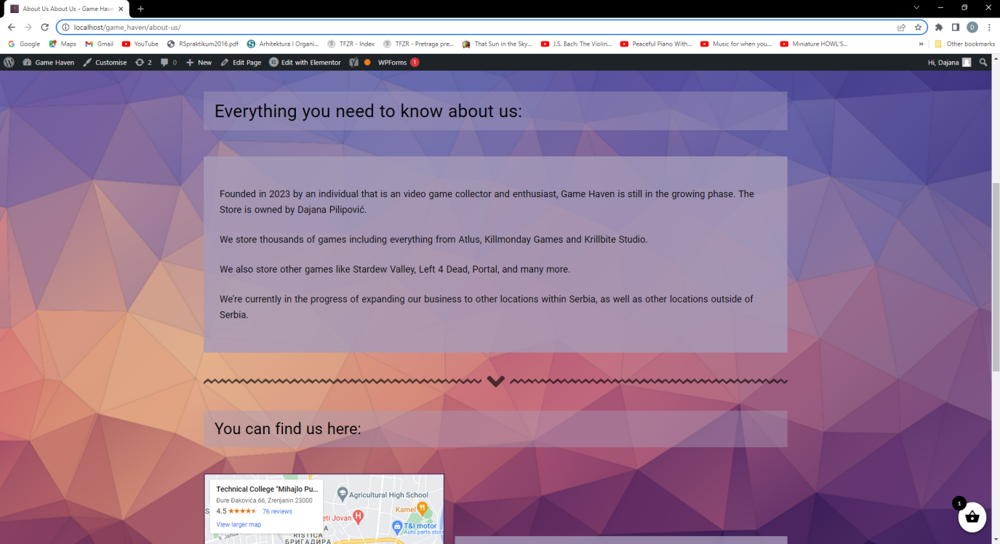 About Us About Us - Game Have
localhost/game_haven/about-us/
D
Google Maps Gmail YouTube RSpraktikum2016.pdf Arhitektura I Organi... TFZR - Index TFZR - Pretraga pre... That Sun in the Sky... J.S. Bach: The Violin... Peaceful Piano With... Music for when you... Miniature HOWL'S... » Other bookmarks
Game Haven Customise 2 0 New Edit Page Edit with Elementor WPForms 1 Hi, Dajana
Everything you need to know about us:
Founded in 2023 by an individual that is an video game collector and enthusiast, Game Haven is still in the growing phase. The
Store is owned by Dajana Pilipović.
We store thousands of games including everything from Atlus, Killmonday Games and Krillbite Studio.
We also store other games like Stardew Valley, Left 4 Dead, Portal, and many more.
We're currently in the progress of expanding our business to other locations within Serbia, as well as other locations outside of
Serbia.
You can find us here:
Technical College "Mihajlo Pu...
Đure Đakovića 66, Zrenjanin 23000
4.5 76 reviews
View larger map
Agricultural High School
Kamel
eti Jovan
T&I motor
Auto parts store
RISTIĆA
БРИГАДИРА
9. Januar
1